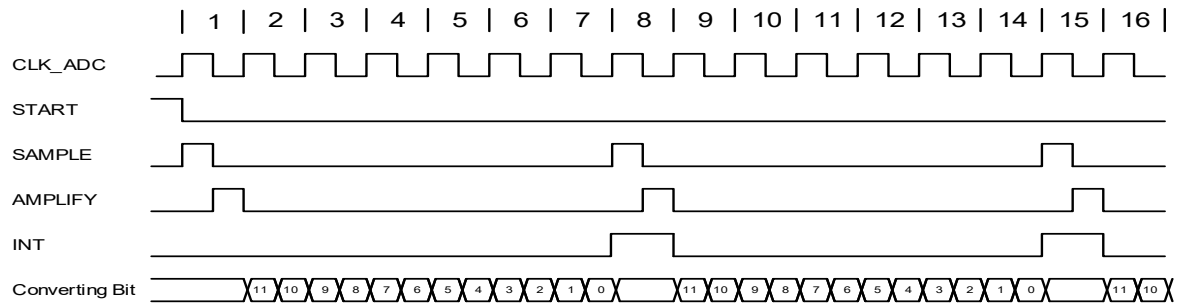 | 1 | 2 | 3 | 4 | 5 | 6 | 7 | 8 | 9 | 10 | 11 | 12 | 13 | 14 | 15 | 16 |
CLK_ADC
START
SAMPLE
AMPLIFY
INT
Converting Bit 11 10 9 8 7 6 5 4 3 2 1 0 11 10 9 8 7 6 5 4 3 2 1 0 11 10